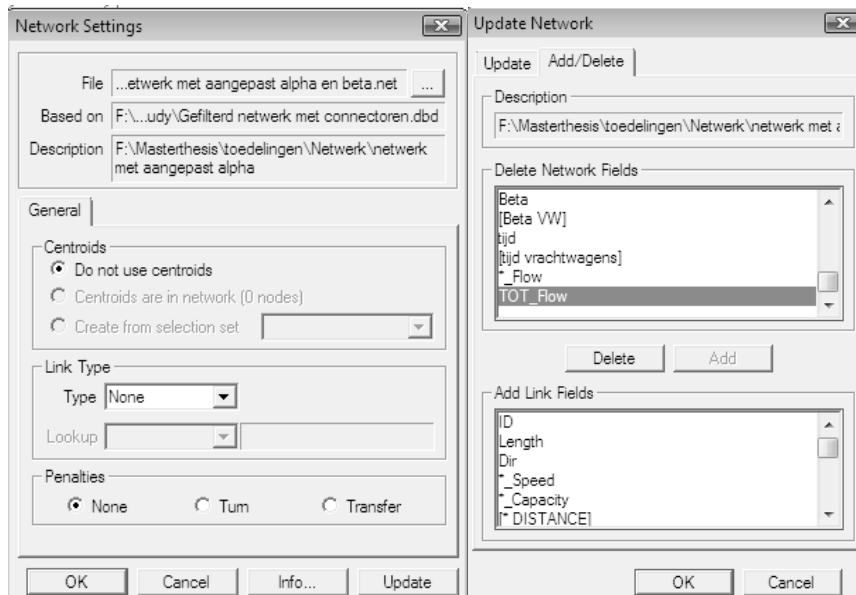 Network Settings
File ...etwerk met aangepast alpha en beta.net ...
Based on F:\...udy\Gefilterd netwerk met connectoren.dbd
Description F:\Masterthesis\toedelingen\Netwerk\netwerk
met aangepast alpha
General
Centroids
Do not use centroids
Centroids are in network (0 nodes)
Create from selection set
Link Type
Type None
Lookup
Penalties
None Turn Transfer
OK Cancel Info... Update
Update Network
Update Add/Delete
Description
F:\Masterthesis\toedelingen\Netwerk\netwerk met a
Delete Network Fields
Beta
[Beta VW]
tijd
[tijd vrachtwagens]
*_Flow
TOT_Flow
Delete Add
Add Link Fields
ID
Length
Dir
*_Speed
*_Capacity
[* DISTANCE]
OK Cancel